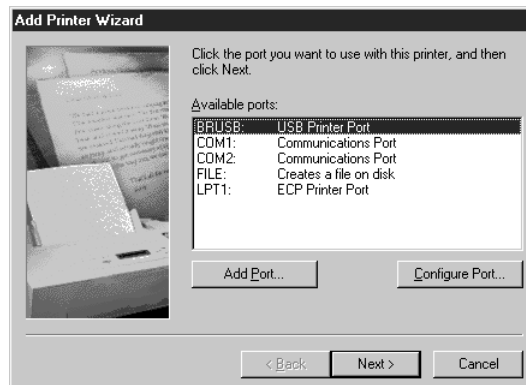 Add Printer Wizard
Click the port you want to use with this printer, and then
click Next.
Available ports:
BRUSB: USB Printer Port
COM1: Communications Port
COM2: Communications Port
FILE: Creates a file on disk
LPT1: ECP Printer Port
Add Port... Configure Port...
< Back Next > Cancel